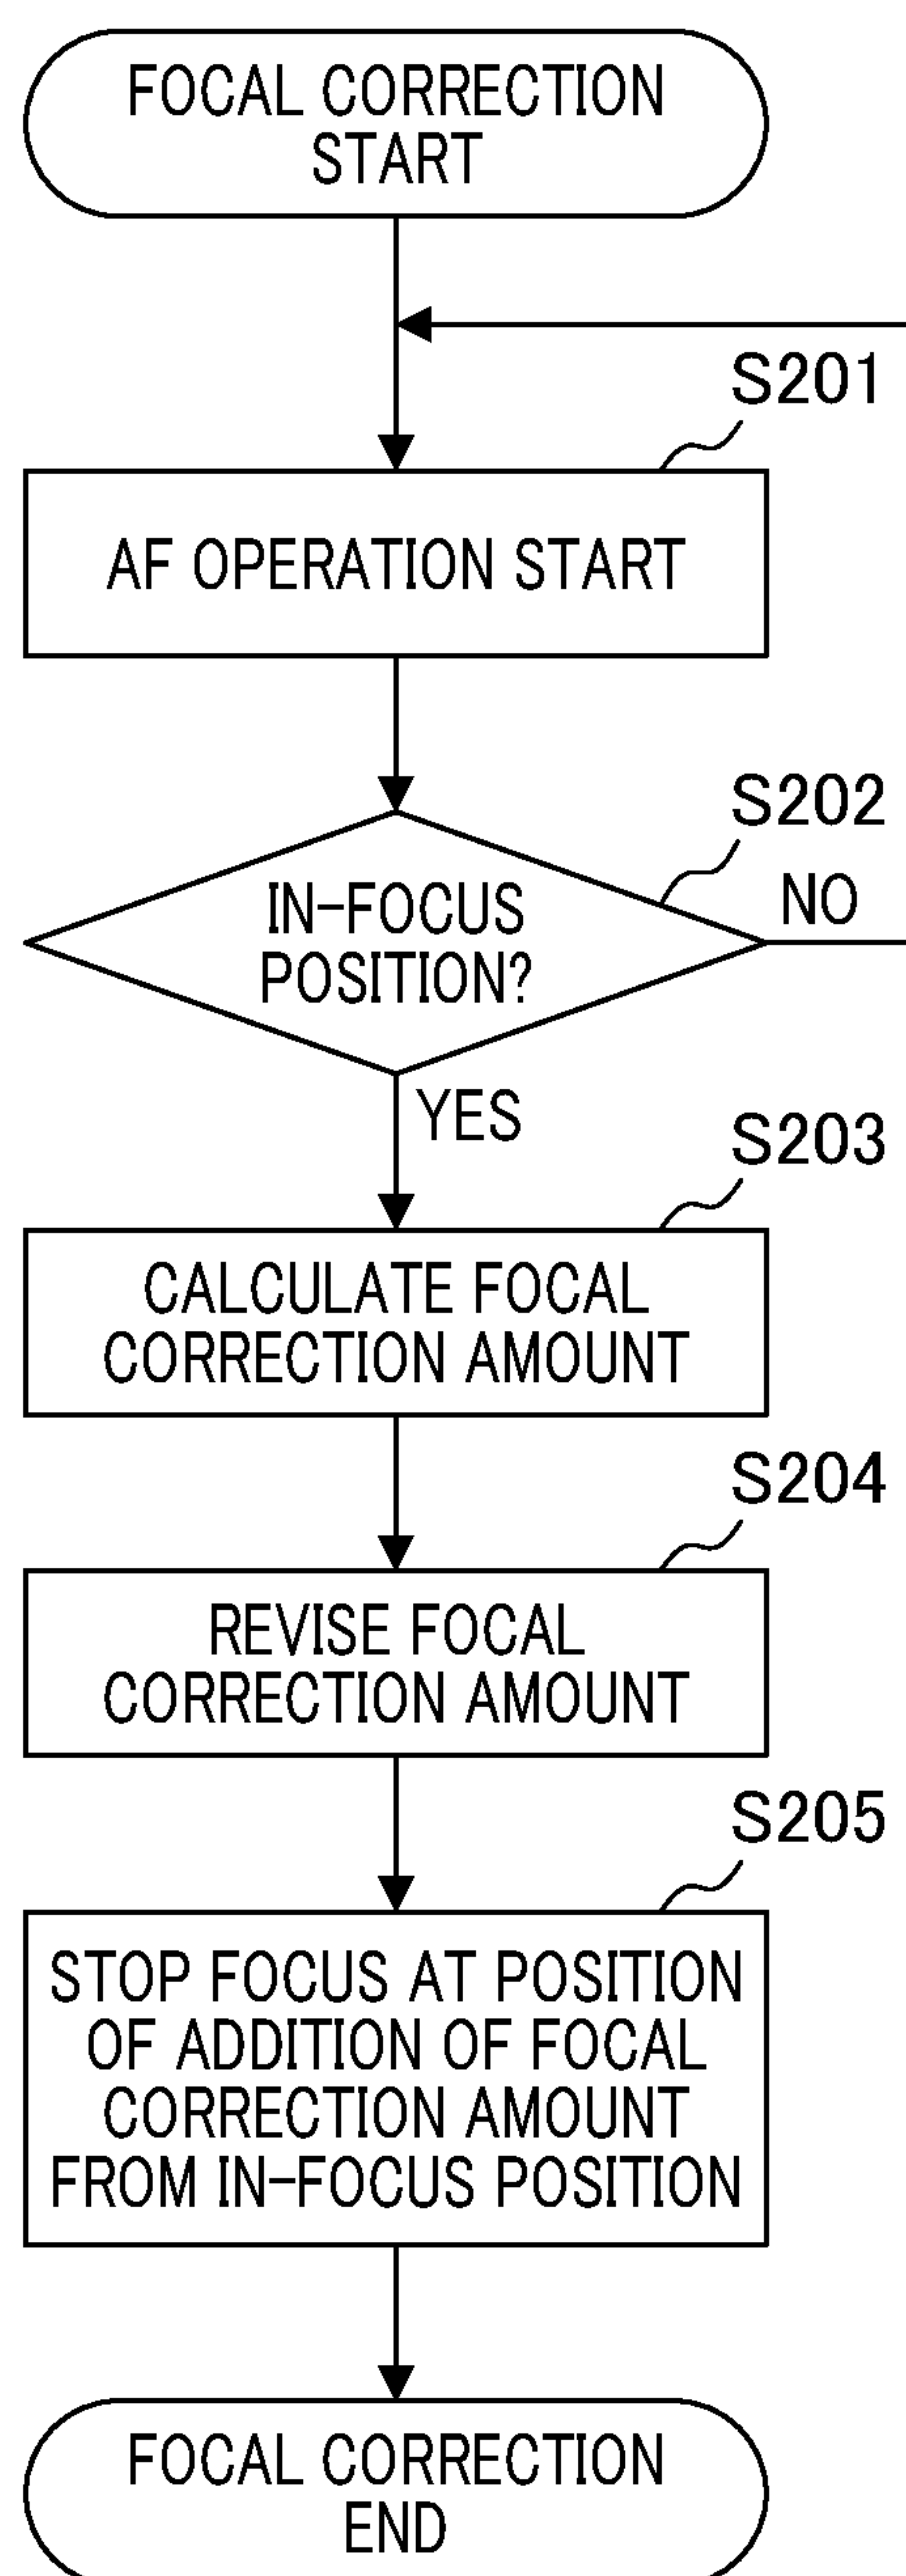 FOCAL CORRECTION
START
S201
AF OPERATION START
S202
IN-FOCUS
POSITION?
NO
YES
S203
CALCULATE FOCAL
CORRECTION AMOUNT
S204
REVISE FOCAL
CORRECTION AMOUNT
S205
STOP FOCUS AT POSITION
OF ADDITION OF FOCAL
CORRECTION AMOUNT
FROM IN-FOCUS POSITION
FOCAL CORRECTION
END